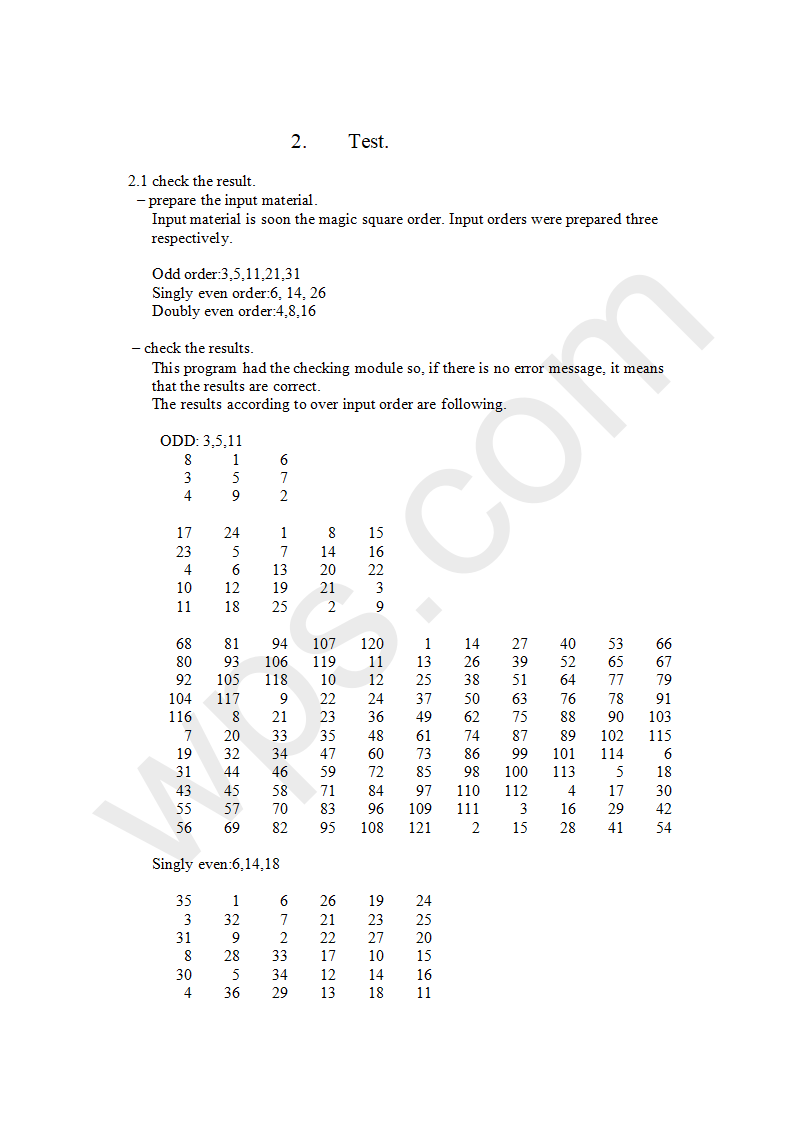 2. Test.
2.1 check the result.
– prepare the input material.
Input material is soon the magic square order. Input orders were prepared three
respectively.
Odd order:3,5,11,21,31
Singly even order:6, 14, 26
Doubly even order:4,8,16
– check the results.
This program had the checking module so, if there is no error message, it means
that the results are correct.
The results according to over input order are following.
ODD: 3,5,11
8 1 6
3 5 7
4 9 2
17 24 1 8 15
23 5 7 14 16
4 6 13 20 22
10 12 19 21 3
11 18 25 2 9
68 81 94 107 120 1 14 27 40 53 66
80 93 106 119 11 13 26 39 52 65 67
92 105 118 10 12 25 38 51 64 77 79
104 117 9 22 24 37 50 63 76 78 91
116 8 21 23 36 49 62 75 88 90 103
7 20 33 35 48 61 74 87 89 102 115
19 32 34 47 60 73 86 99 101 114 6
31 44 46 59 72 85 98 100 113 5 18
43 45 58 71 84 97 110 112 4 17 30
55 57 70 83 96 109 111 3 16 29 42
56 69 82 95 108 121 2 15 28 41 54
Singly even:6,14,18
35 1 6 26 19 24
3 32 7 21 23 25
31 9 2 22 27 20
8 28 33 17 10 15
30 5 34 12 14 16
4 36 29 13 18 11
wps.com